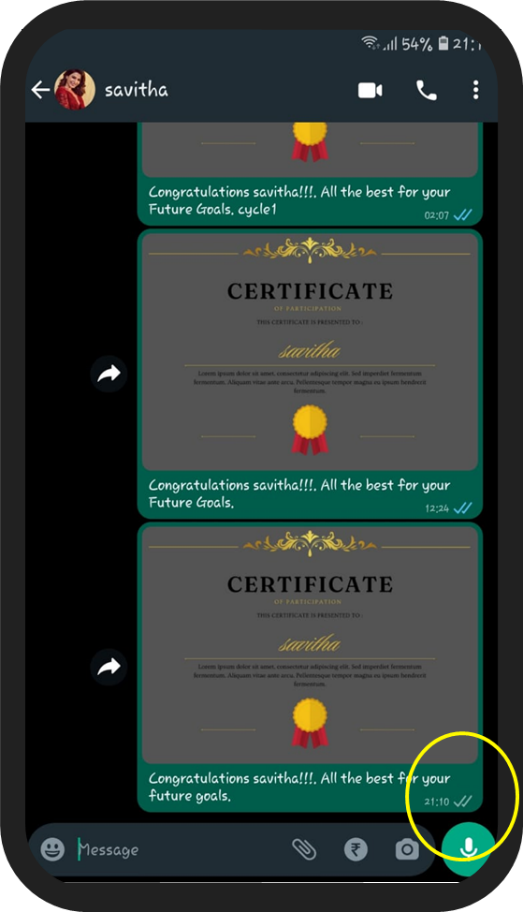 54% 21:1
savitha
Congratulations savitha!!!. All the best for your
Future Goals. cycle1
02:07
CERTIFICATE
OF PARTICIPATION
THIS CERTIFICATE IS PRESENTED TO :
savitha
Lorem ipsum dolor sit amet, consectetur adipiscing elit. Sed imperdiet fermentum
fermentum. Aliquam vitae ante arcu. Pellentesque tempor magna eu ipsum hendrerit
fermentum.
Congratulations savitha!!!. All the best for your
Future Goals.
12:24
CERTIFICATE
OF PARTICIPATION
THIS CERTIFICATE IS PRESENTED TO :
savitha
Lorem ipsum dolor sit amet, consectetur adipiscing elit. Sed imperdiet fermentum
fermentum. Aliquam vitae ante arcu. Pellentesque tempor magna eu ipsum hendrerit
fermentum.
Congratulations savitha!!!. All the best for your
future goals.
21:10
Message ₹